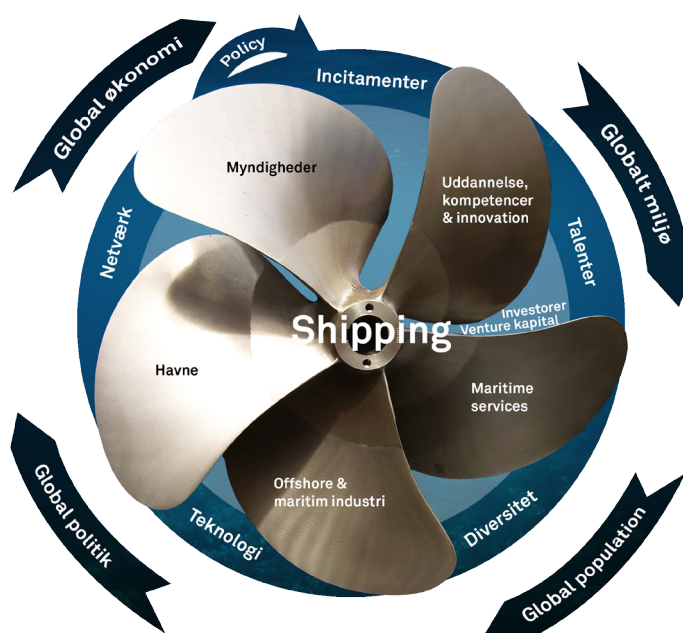 Global økonomi
Policy
Incitamenter
Globalt miljø
Myndigheder
Uddannelse,
kompetencer
& innovation
Netværk
Talenter
Investorer
Venture kapital
Shipping
Havne
Maritime
services
Offshore &
maritim industri
Teknologi
Diversitet
Global politik
Global population